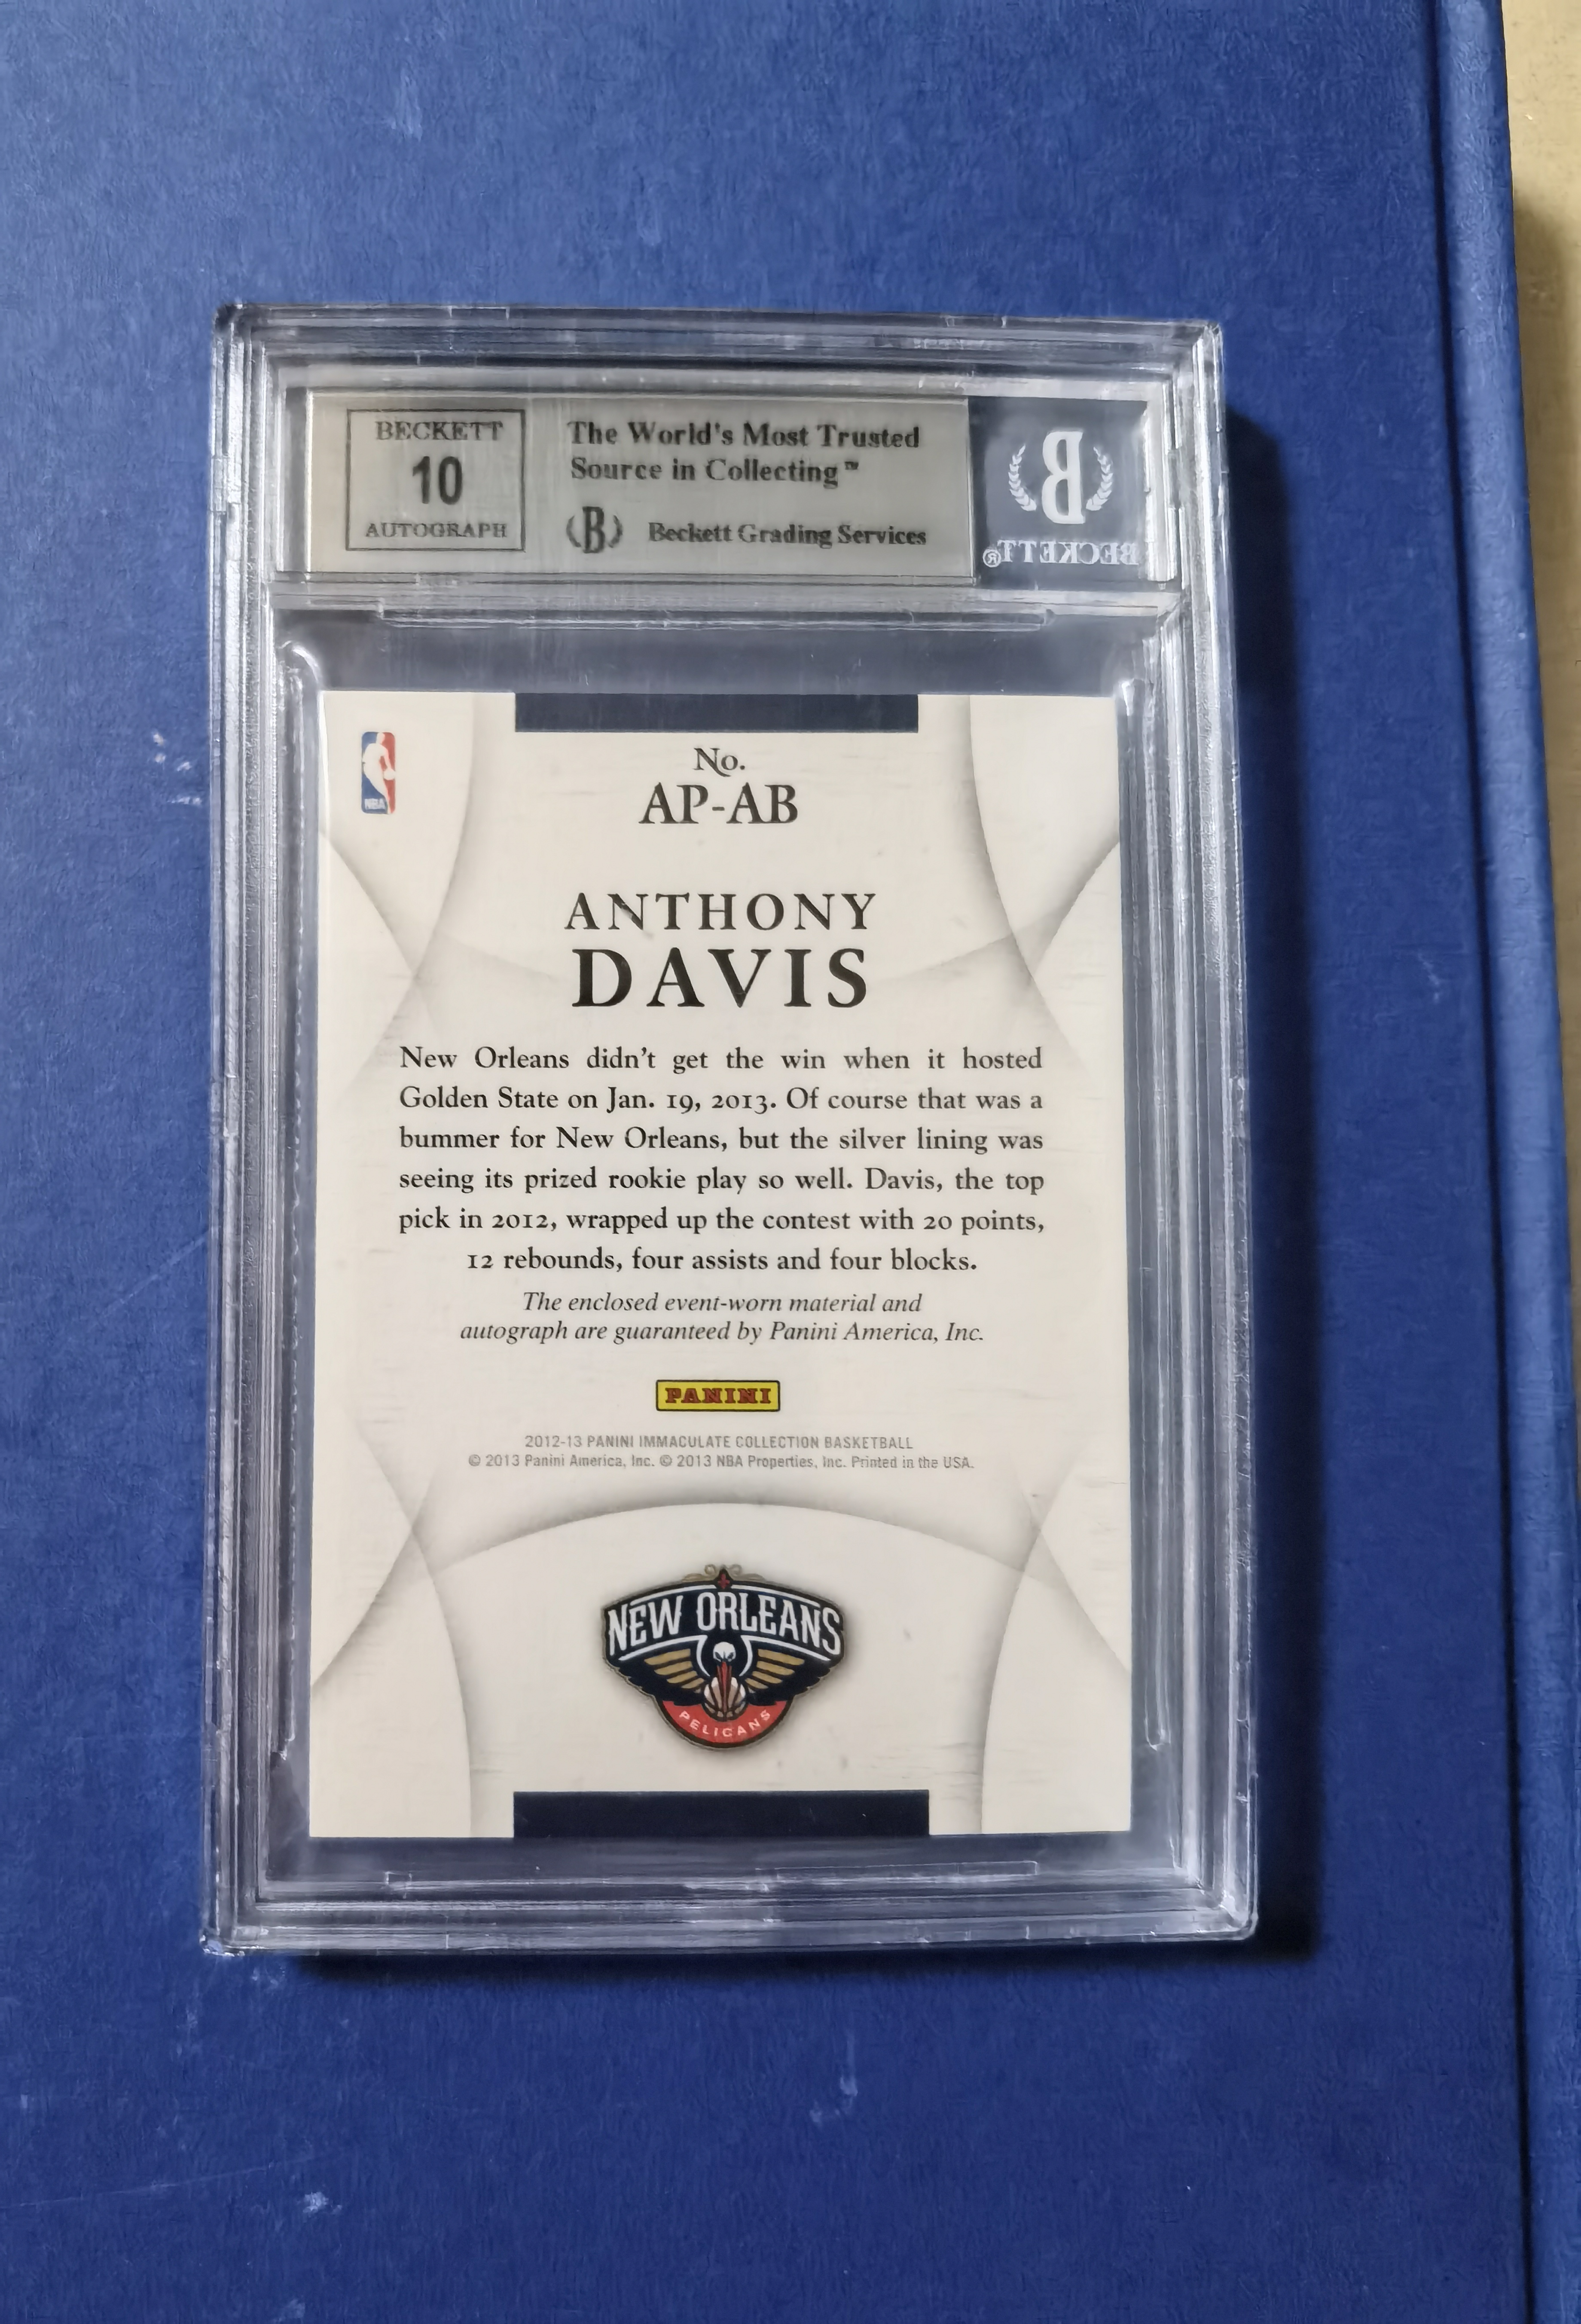 BECKETT
10
AUTOGRAPH
The World's Most Trusted
Source in Collecting™
B Beckett Grading Services
B
BECKETT®
NBA
No.
AP-AB
ANTHONY
DAVIS
New Orleans didn't get the win when it hosted
Golden State on Jan. 19, 2013. Of course that was a
bummer for New Orleans, but the silver lining was
seeing its prized rookie play so well. Davis, the top
pick in 2012, wrapped up the contest with 20 points,
12 rebounds, four assists and four blocks.
The enclosed event-worn material and
autograph are guaranteed by Panini America, Inc.
PANINI
2012-13 PANINI IMMACULATE COLLECTION BASKETBALL
© 2013 Panini America, Inc. © 2013 NBA Properties, Inc. Printed in the USA.
NEW ORLEANS
PELICANS